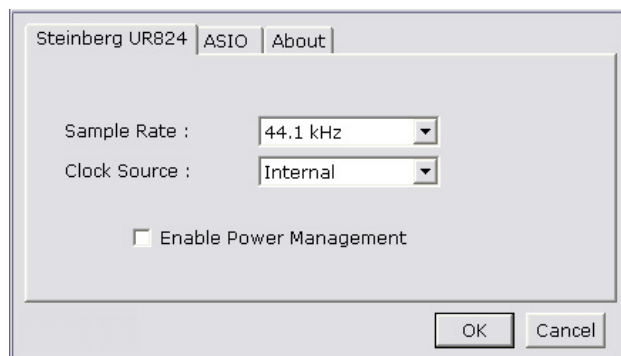 Steinberg UR824 ASIO About
Sample Rate : 44.1 kHz
Clock Source : Internal
Enable Power Management
OK Cancel